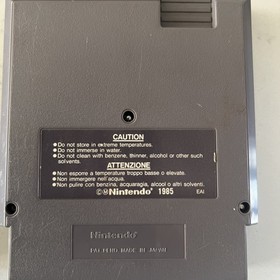 CAUTION
●Do not store in extreme temperatures.
●Do not immerse in water.
●Do not clean with benzene, thinner, alcohol or other such
solvents.
ATTENZIONE
●Non esporre a temperature troppo basse o elevate.
●Non immergere nell'acqua.
●Non pulire con benzina, acquaragia, alcool o altri solventi.
©Ⓜ Nintendo® 1985 EAI
Nintendo
PAT.PEND MADE IN JAPAN